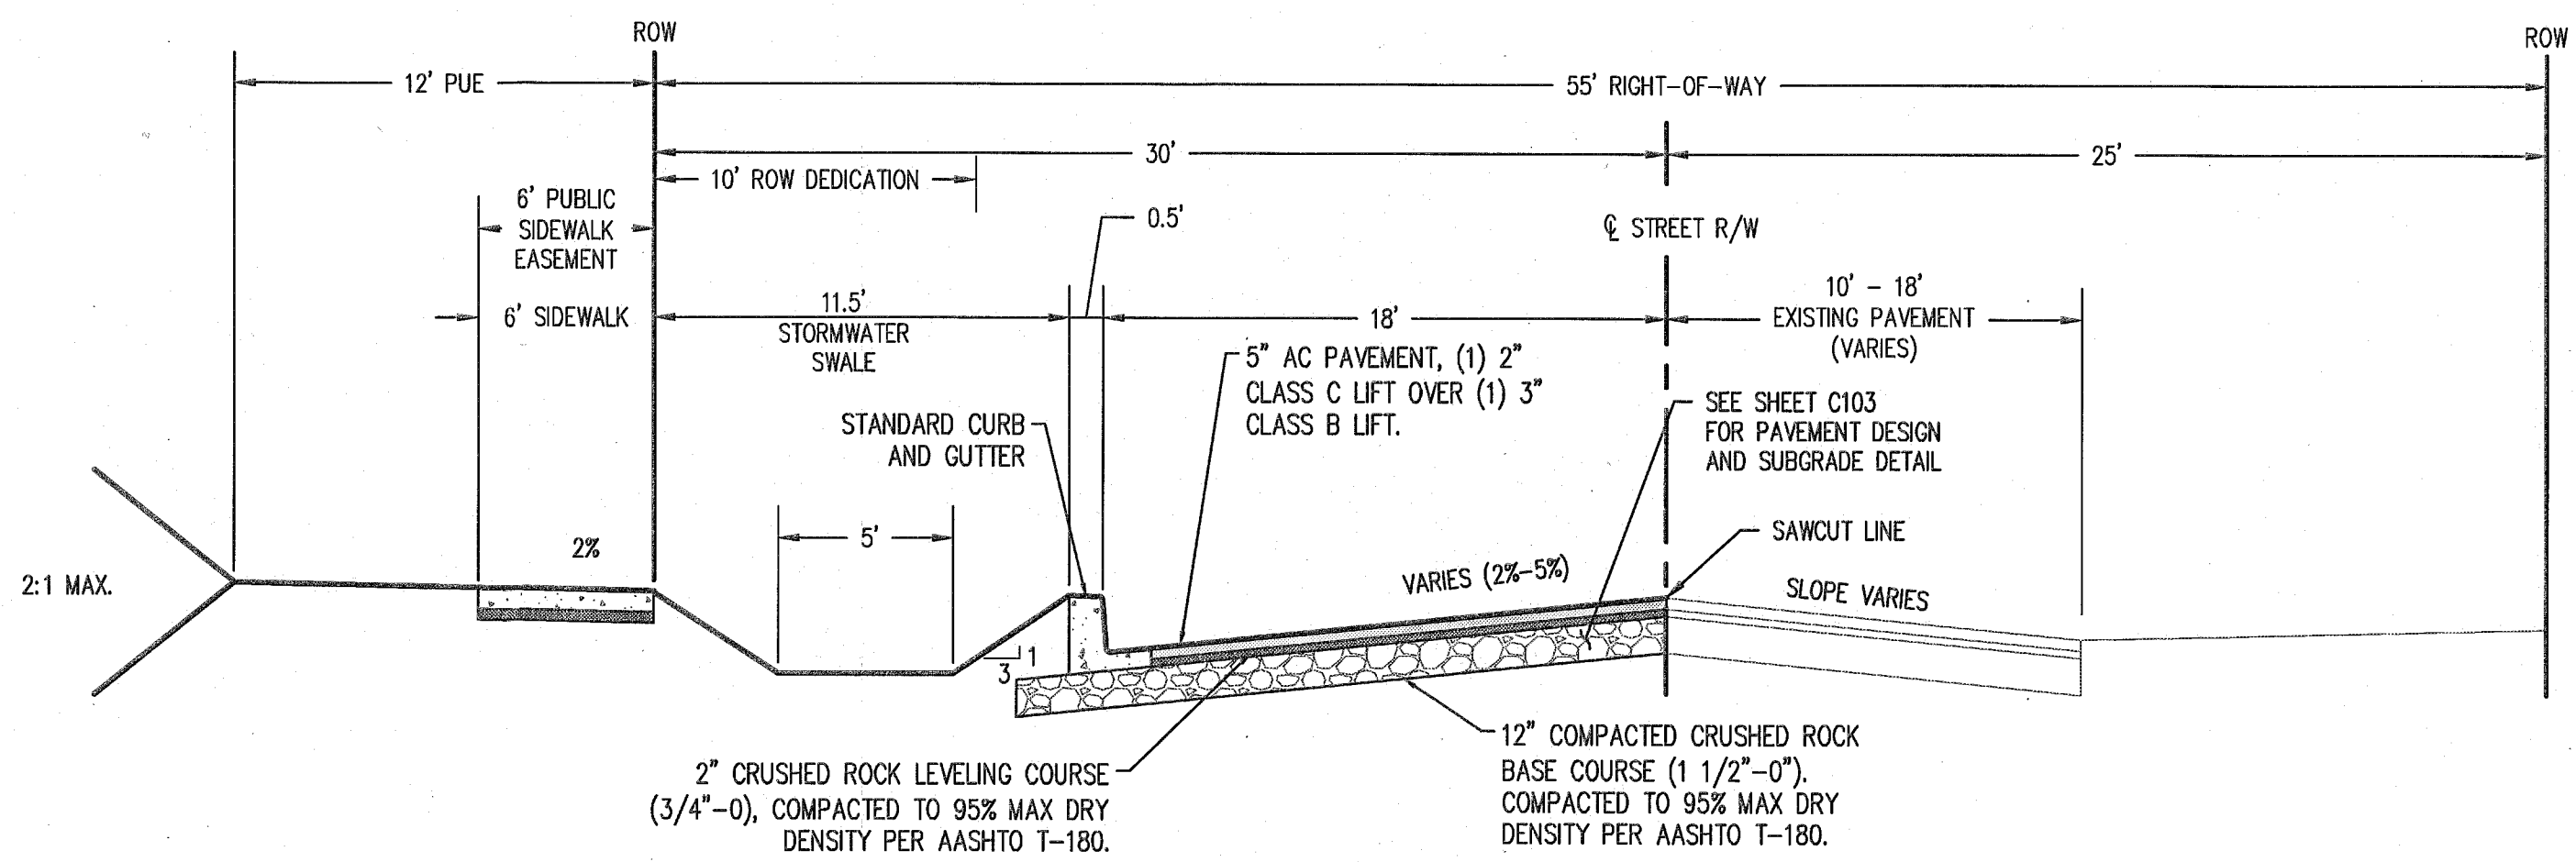 ROW
ROW
12' PUE
55' RIGHT-OF-WAY
30'
25'
10' ROW DEDICATION
6' PUBLIC
SIDEWALK
EASEMENT
0.5'
℄ STREET R/W
6' SIDEWALK
11.5'
STORMWATER
SWALE
18'
10' - 18'
EXISTING PAVEMENT
(VARIES)
5" AC PAVEMENT, (1) 2"
CLASS C LIFT OVER (1) 3"
CLASS B LIFT.
STANDARD CURB
AND GUTTER
SEE SHEET C103
FOR PAVEMENT DESIGN
AND SUBGRADE DETAIL
5'
SAWCUT LINE
2%
2:1 MAX.
VARIES (2%-5%)
SLOPE VARIES
1
3
2" CRUSHED ROCK LEVELING COURSE
(3/4"-0), COMPACTED TO 95% MAX DRY
DENSITY PER AASHTO T-180.
12" COMPACTED CRUSHED ROCK
BASE COURSE (1 1/2"-0").
COMPACTED TO 95% MAX DRY
DENSITY PER AASHTO T-180.